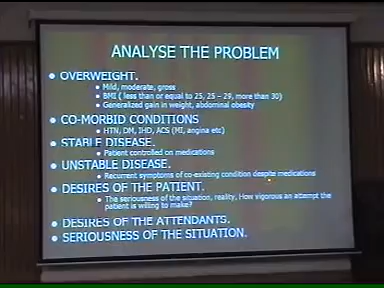 ANALYSE THE PROBLEM
• OVERWEIGHT.
• Mild, moderate, gross
• BMI ( less than or equal to 25, 25 – 29, more than 30)
• Generalized gain in weight, abdominal obesity
• CO-MORBID CONDITIONS
• HTN, DM, IHD, ACS (MI, angina etc)
• STABLE DISEASE.
• Patient controlled on medications
• UNSTABLE DISEASE.
• Recurrent symptoms of co-existing condition despite medications
• DESIRES OF THE PATIENT.
• The seriousness of the situation, reality, How vigorous an attempt the
patient is willing to make?
• DESIRES OF THE ATTENDANTS.
• SERIOUSNESS OF THE SITUATION.